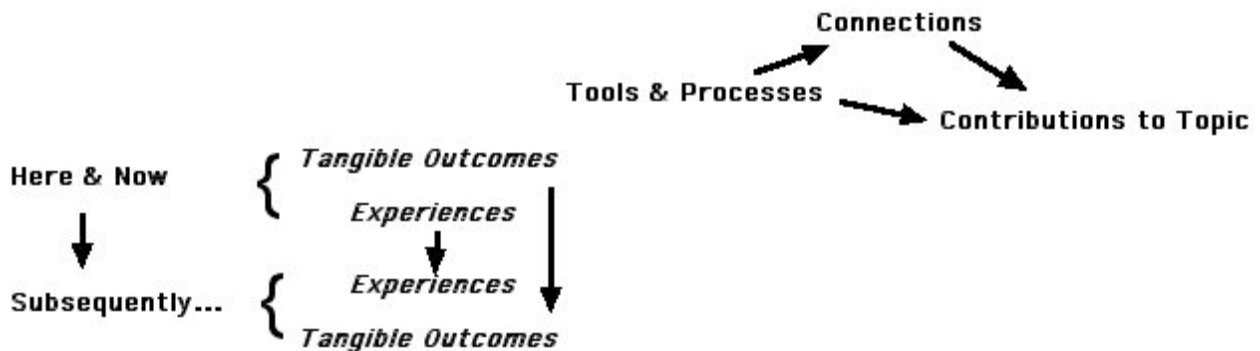 Connections
Tools & Processes
Contributions to Topic
Tangible Outcomes
Here & Now
Experiences
Experiences
Subsequently...
Tangible Outcomes